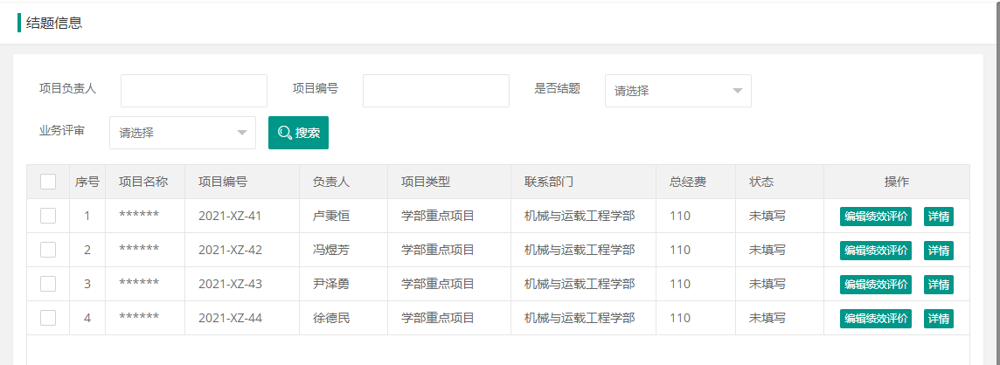 结题信息
项目负责人 项目编号 是否结题 请选择
业务评审 请选择 搜索
序号 项目名称 项目编号 负责人 项目类型 联系部门 总经费 状态 操作
1 ****** 2021-XZ-41 卢秉恒 学部重点项目 机械与运载工程学部 110 未填写 编辑绩效评价 详情
2 ****** 2021-XZ-42 冯煜芳 学部重点项目 机械与运载工程学部 110 未填写 编辑绩效评价 详情
3 ****** 2021-XZ-43 尹泽勇 学部重点项目 机械与运载工程学部 110 未填写 编辑绩效评价 详情
4 ****** 2021-XZ-44 徐德民 学部重点项目 机械与运载工程学部 110 未填写 编辑绩效评价 详情